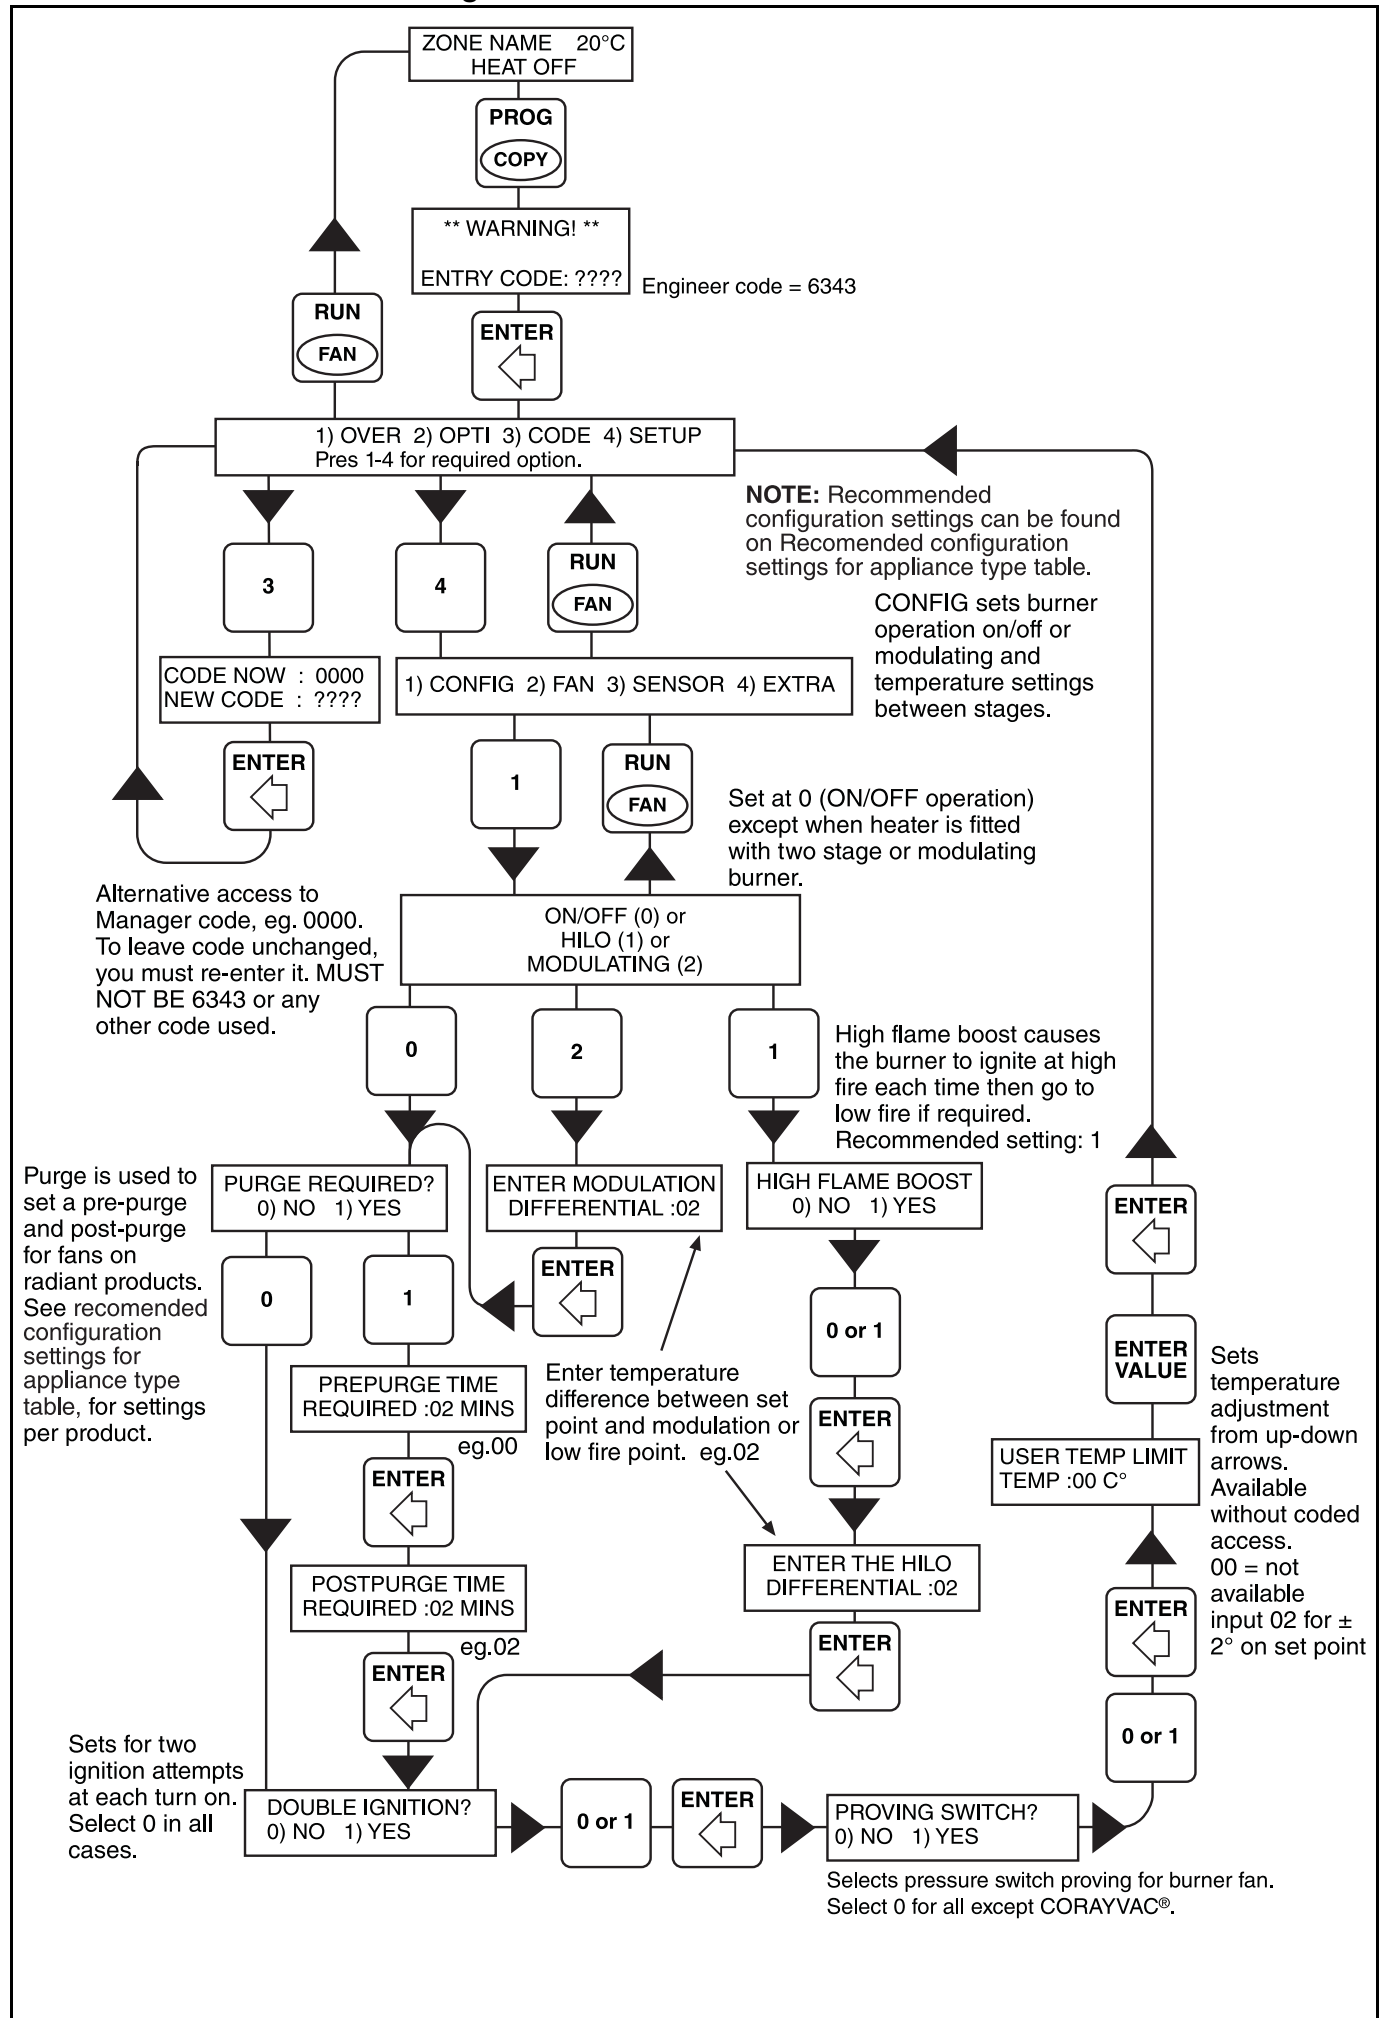 ZONE NAME 20°C
HEAT OFF
PROG
COPY
** WARNING! **
ENTRY CODE: ????
Engineer code = 6343
RUN
FAN
ENTER
1) OVER 2) OPTI 3) CODE 4) SETUP
Pres 1-4 for required option.
NOTE: Recommended
configuration settings can be found
on Recomended configuration
settings for appliance type table.
3
4
RUN
FAN
CONFIG sets burner
operation on/off or
modulating and
temperature settings
between stages.
CODE NOW : 0000
NEW CODE : ????
1) CONFIG 2) FAN 3) SENSOR 4) EXTRA
ENTER
1
RUN
FAN
Set at 0 (ON/OFF operation)
except when heater is fitted
with two stage or modulating
burner.
Alternative access to
Manager code, eg. 0000.
To leave code unchanged,
you must re-enter it. MUST
NOT BE 6343 or any
other code used.
ON/OFF (0) or
HILO (1) or
MODULATING (2)
0
2
1
High flame boost causes
the burner to ignite at high
fire each time then go to
low fire if required.
Recommended setting: 1
Purge is used to
set a pre-purge
and post-purge
for fans on
radiant products.
See recomended
configuration
settings for
appliance type
table, for settings
per product.
PURGE REQUIRED?
0) NO 1) YES
ENTER MODULATION
DIFFERENTIAL :02
HIGH FLAME BOOST
0) NO 1) YES
ENTER
0
1
ENTER
0 or 1
PREPURGE TIME
REQUIRED :02 MINS
eg.00
Enter temperature
difference between set
point and modulation or
low fire point. eg.02
ENTER
VALUE
Sets
temperature
adjustment
from up-down
arrows.
Available
without coded
access.
00 = not
available
input 02 for ±
2° on set point
ENTER
ENTER
USER TEMP LIMIT
TEMP :00 C°
POSTPURGE TIME
REQUIRED :02 MINS
eg.02
ENTER THE HILO
DIFFERENTIAL :02
ENTER
ENTER
ENTER
0 or 1
Sets for two
ignition attempts
at each turn on.
Select 0 in all
cases.
DOUBLE IGNITION?
0) NO 1) YES
0 or 1
ENTER
PROVING SWITCH?
0) NO 1) YES
Selects pressure switch proving for burner fan.
Select 0 for all except CORAYVAC®.